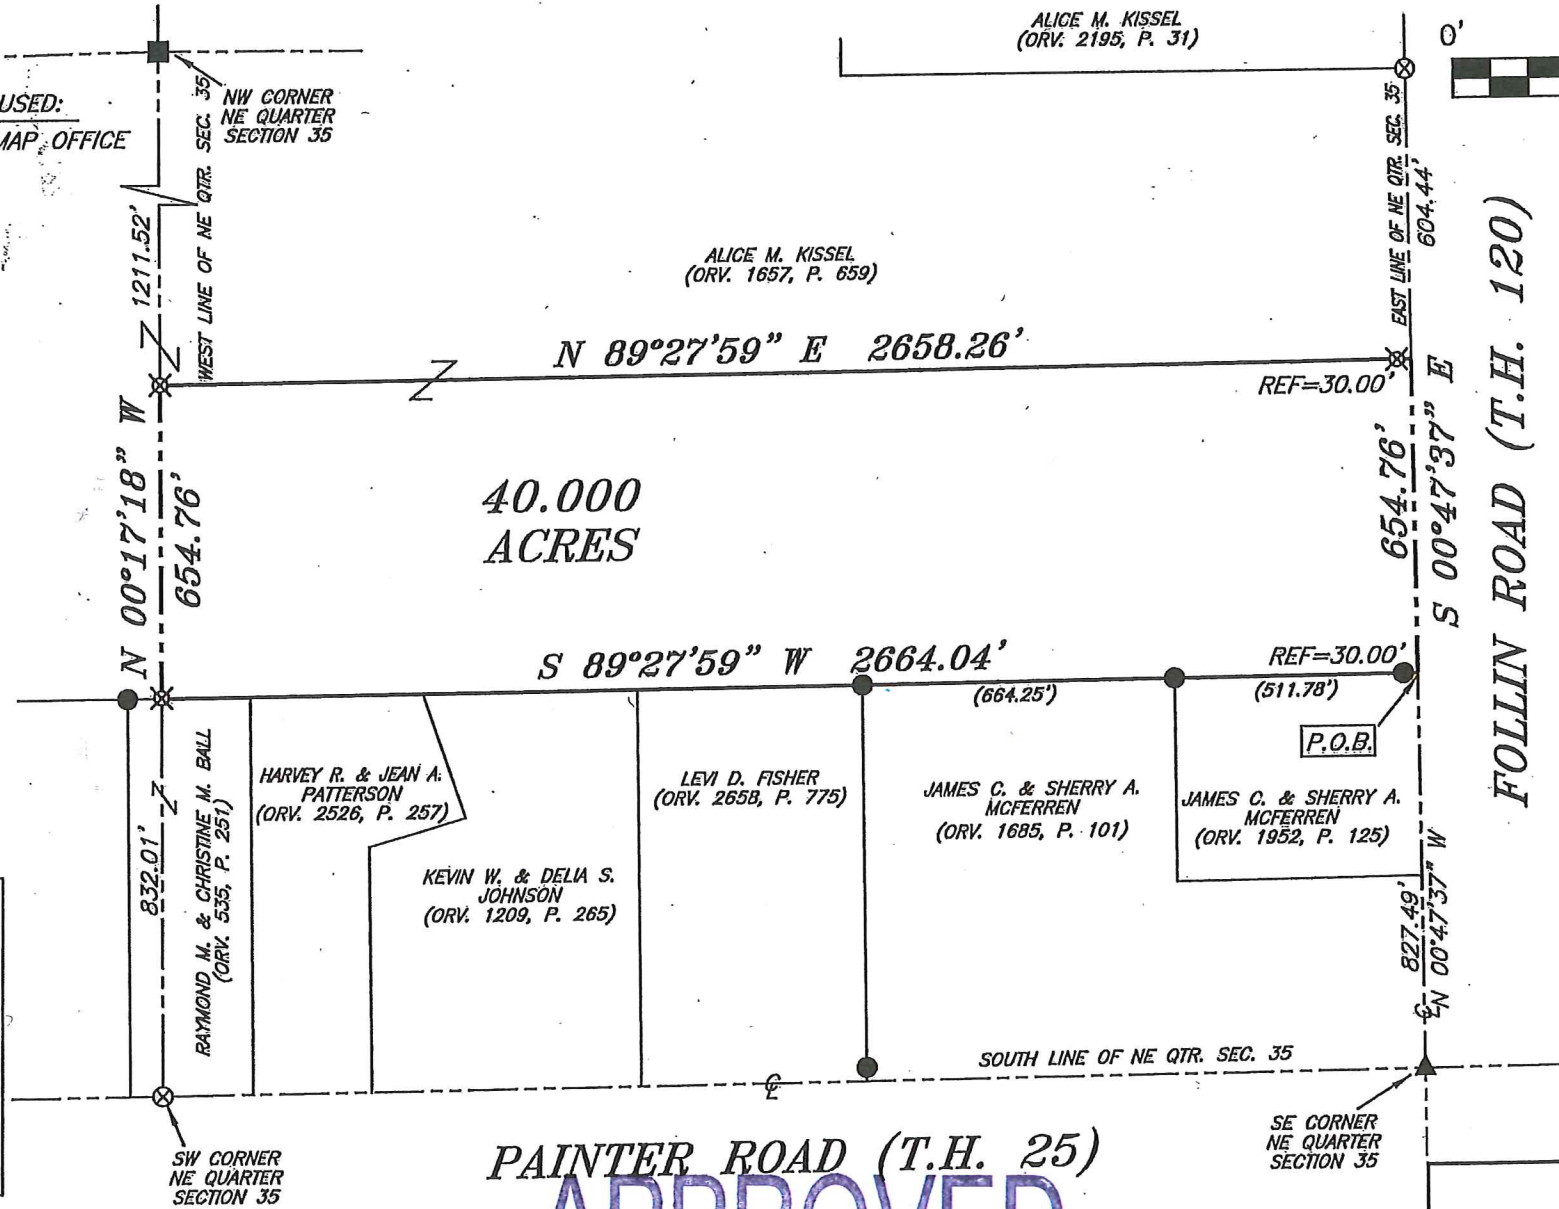 ALICE M. KISSEL
(ORV. 2195, P. 31)
0'
USED:
MAP OFFICE
NW CORNER
NE QUARTER
SECTION 35
WEST LINE OF NE QTR. SEC. 35
1211.52'
EAST LINE OF NE QTR. SEC. 35
604.44'
ALICE M. KISSEL
(ORV. 1657, P. 659)
N 89°27'59" E 2658.26'
REF=30.00'
FOLLIN ROAD (T.H. 120)
N 00°17'18" W
654.76'
40.000
ACRES
654.76'
S 00°47'37" E
S 89°27'59" W 2664.04'
REF=30.00'
(664.25')
(511.78')
P.O.B.
832.01'
RAYMOND M. & CHRISTINE M. BALL
(ORV. 535, P. 251)
HARVEY R. & JEAN A.
PATTERSON
(ORV. 2526, P. 257)
KEVIN W. & DELIA S.
JOHNSON
(ORV. 1209, P. 265)
LEVI D. FISHER
(ORV. 2658, P. 775)
JAMES C. & SHERRY A.
MCFERREN
(ORV. 1685, P. 101)
JAMES C. & SHERRY A.
MCFERREN
(ORV. 1952, P. 125)
827.49'
N 00°47'37" W
SOUTH LINE OF NE QTR. SEC. 35
SW CORNER
NE QUARTER
SECTION 35
PAINTER ROAD (T.H. 25)
SE CORNER
NE QUARTER
SECTION 35
APPROVED